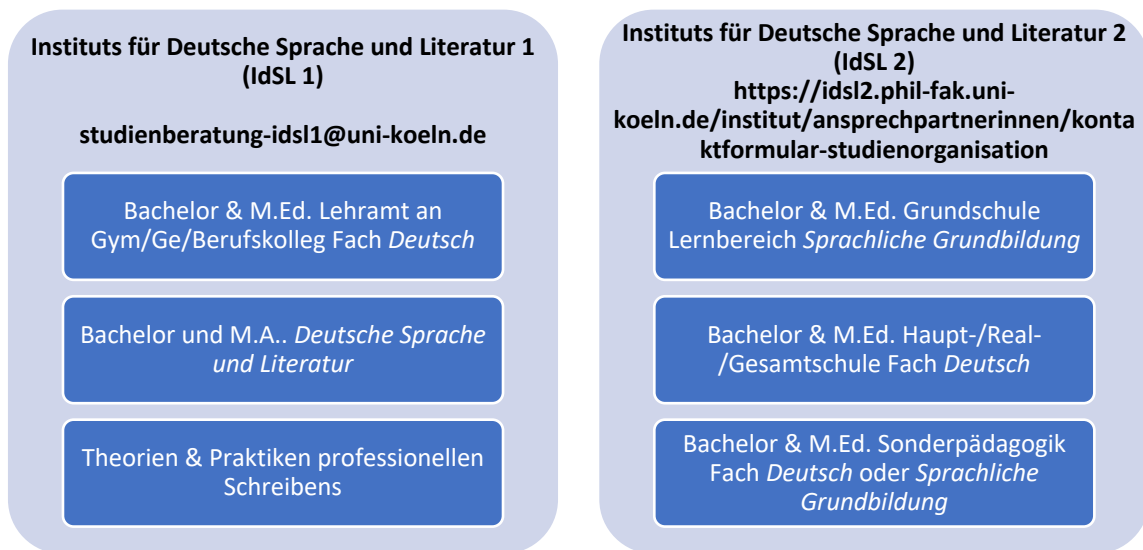 Instituts für Deutsche Sprache und Literatur 1
(IdSL 1)
studienberatung-idsl1@uni-koeln.de
Bachelor & M.Ed. Lehramt an
Gym/Ge/Berufskolleg Fach Deutsch
Bachelor und M.A.. Deutsche Sprache
und Literatur
Theorien & Praktiken professionellen
Schreibens
Instituts für Deutsche Sprache und Literatur 2
(IdSL 2)
https://idsl2.phil-fak.uni-
koeln.de/institut/ansprechpartnerinnen/konta
ktformular-studienorganisation
Bachelor & M.Ed. Grundschule
Lernbereich Sprachliche Grundbildung
Bachelor & M.Ed. Haupt-/Real-
/Gesamtschule Fach Deutsch
Bachelor & M.Ed. Sonderpädagogik
Fach Deutsch oder Sprachliche
Grundbildung